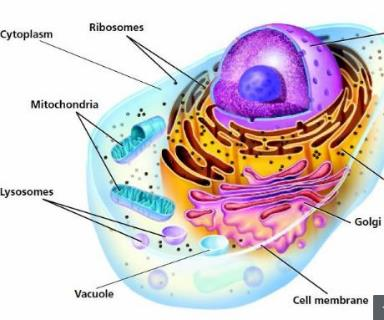 Ribosomes
Cytoplasm
Mitochondria
Lysosomes
Golgi
Vacuole
Cell membrane